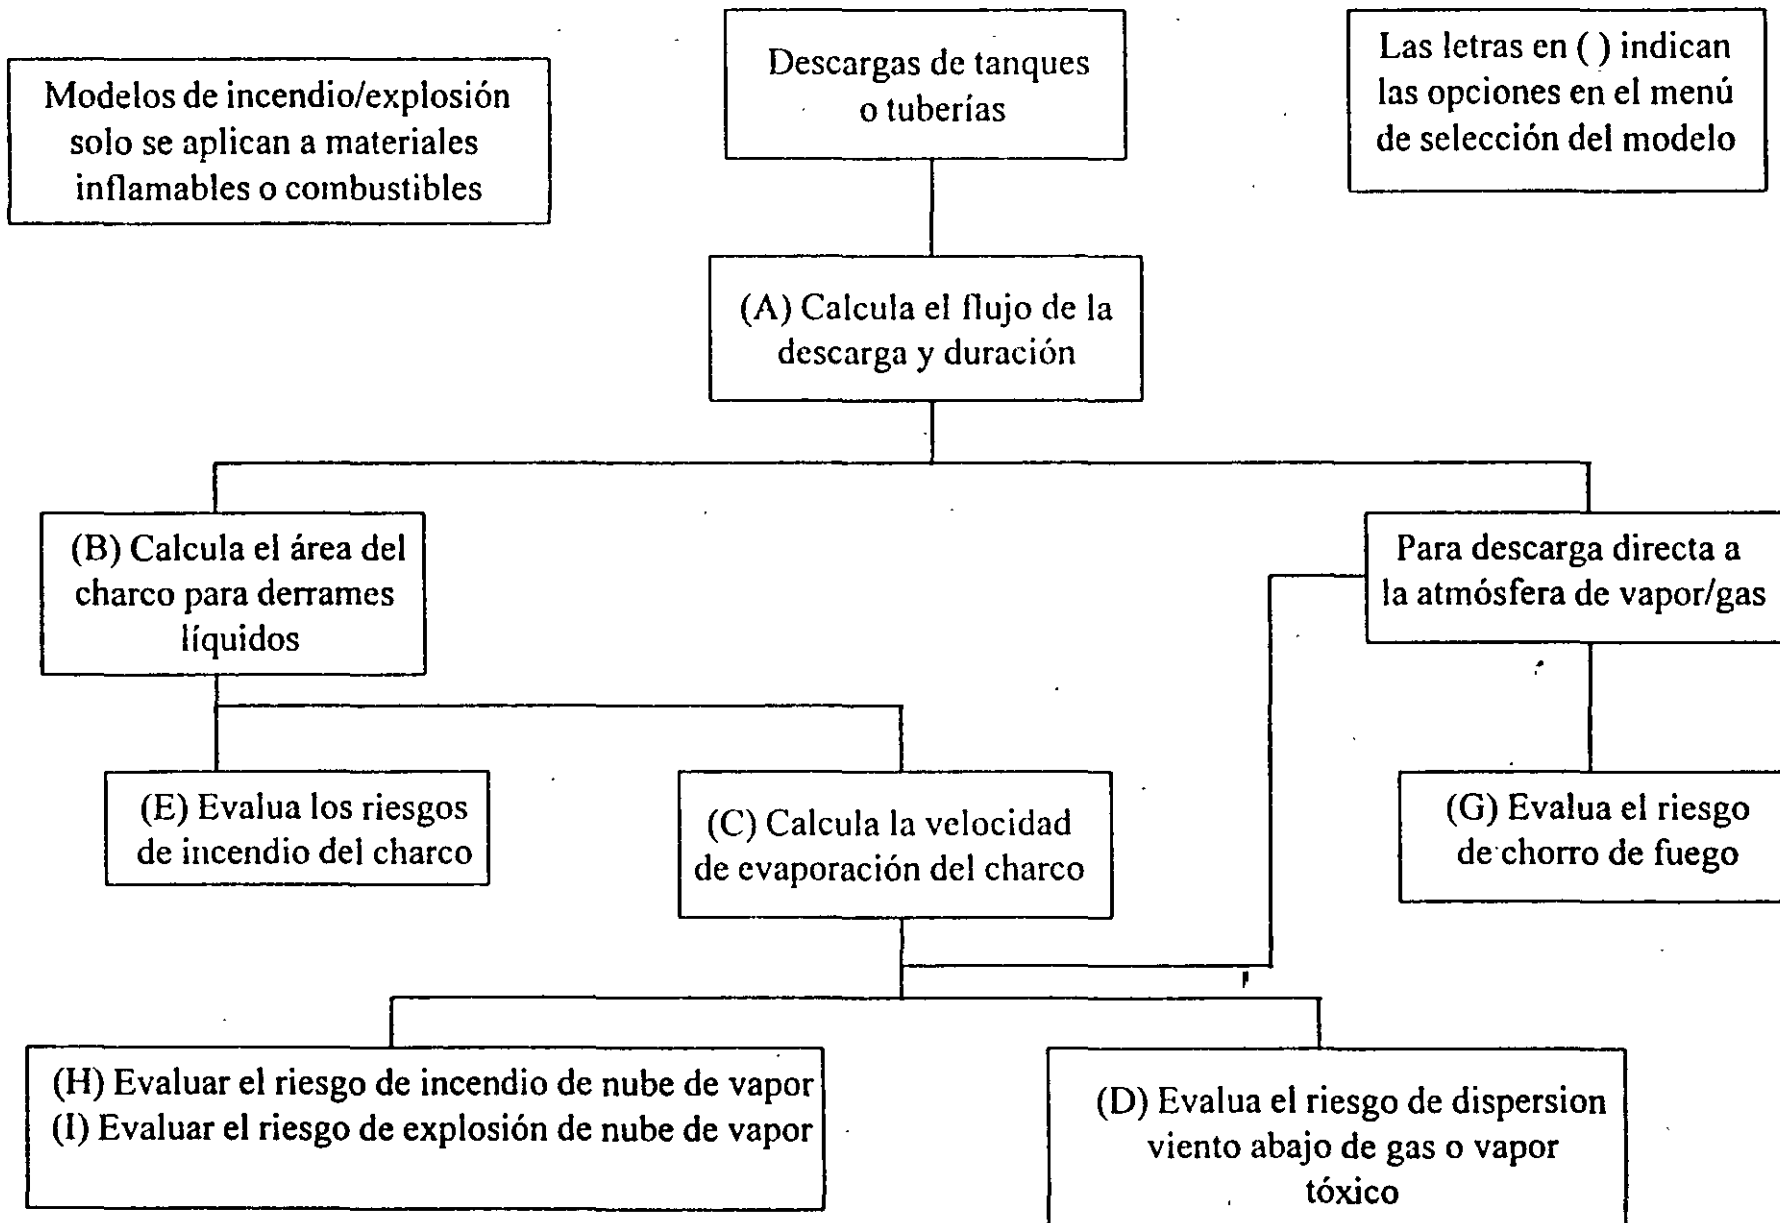 Modelos de incendio/explosión
solo se aplican a materiales
inflamables o combustibles
Descargas de tanques
o tuberías
Las letras en ( ) indican
las opciones en el menú
de selección del modelo
(A) Calcula el flujo de la
descarga y duración
(B) Calcula el área del
charco para derrames
líquidos
Para descarga directa a
la atmósfera de vapor/gas
(E) Evalua los riesgos
de incendio del charco
(C) Calcula la velocidad
de evaporación del charco
(G) Evalua el riesgo
de chorro de fuego
(H) Evaluar el riesgo de incendio de nube de vapor
(I) Evaluar el riesgo de explosión de nube de vapor
(D) Evalua el riesgo de dispersion
viento abajo de gas o vapor
tóxico